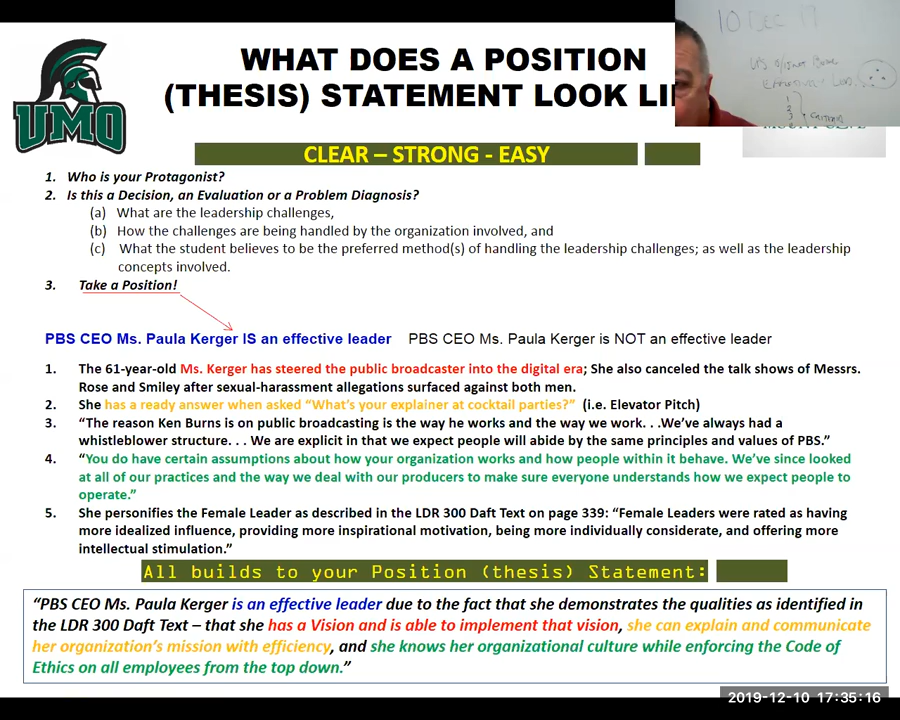 WHAT DOES A POSITION
(THESIS) STATEMENT LOOK
UMO
10 DEC
CLEAR – STRONG - EASY
1. Who is your Protagonist?
2. Is this a Decision, an Evaluation or a Problem Diagnosis?
(a) What are the leadership challenges,
(b) How the challenges are being handled by the organization involved, and
(c) What the student believes to be the preferred method(s) of handling the leadership challenges; as well as the leadership
concepts involved.
3. Take a Position!
PBS CEO Ms. Paula Kerger IS an effective leader PBS CEO Ms. Paula Kerger is NOT an effective leader
1. The 61-year-old Ms. Kerger has steered the public broadcaster into the digital era; She also canceled the talk shows of Messrs.
Rose and Smiley after sexual-harassment allegations surfaced against both men.
2. She has a ready answer when asked “What’s your explainer at cocktail parties?” (i.e. Elevator Pitch)
3. “The reason Ken Burns is on public broadcasting is the way he works and the way we work. . .We’ve always had a
whistleblower structure. . . We are explicit in that we expect people will abide by the same principles and values of PBS.”
4. “You do have certain assumptions about how your organization works and how people within it behave. We’ve since looked
at all of our practices and the way we deal with our producers to make sure everyone understands how we expect people to
operate.”
5. She personifies the Female Leader as described in the LDR 300 Daft Text on page 339: “Female Leaders were rated as having
more idealized influence, providing more inspirational motivation, being more individually considerate, and offering more
intellectual stimulation.”
All builds to your Position (thesis) Statement:
“PBS CEO Ms. Paula Kerger is an effective leader due to the fact that she demonstrates the qualities as identified in
the LDR 300 Daft Text – that she has a Vision and is able to implement that vision, she can explain and communicate
her organization’s mission with efficiency, and she knows her organizational culture while enforcing the Code of
Ethics on all employees from the top down.”
2019-12-10 17:35:16